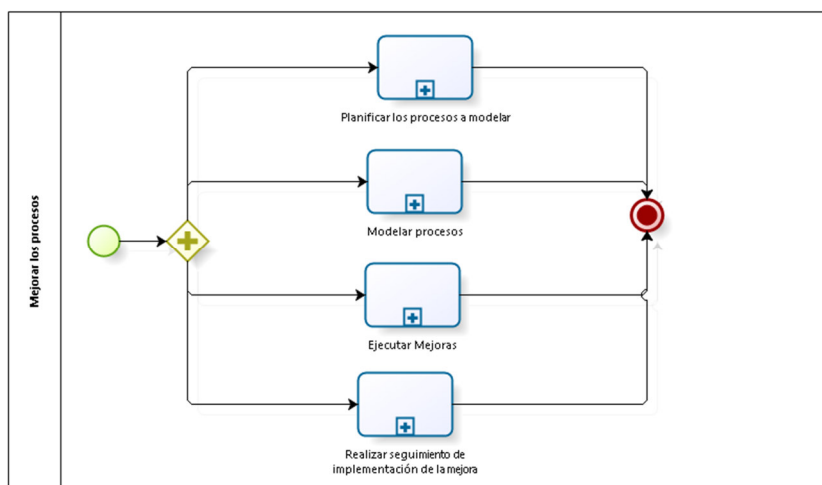 Mejorar los procesos
Planificar los procesos a modelar
Modelar procesos
Ejecutar Mejoras
Realizar seguimiento de
implementación de la mejora